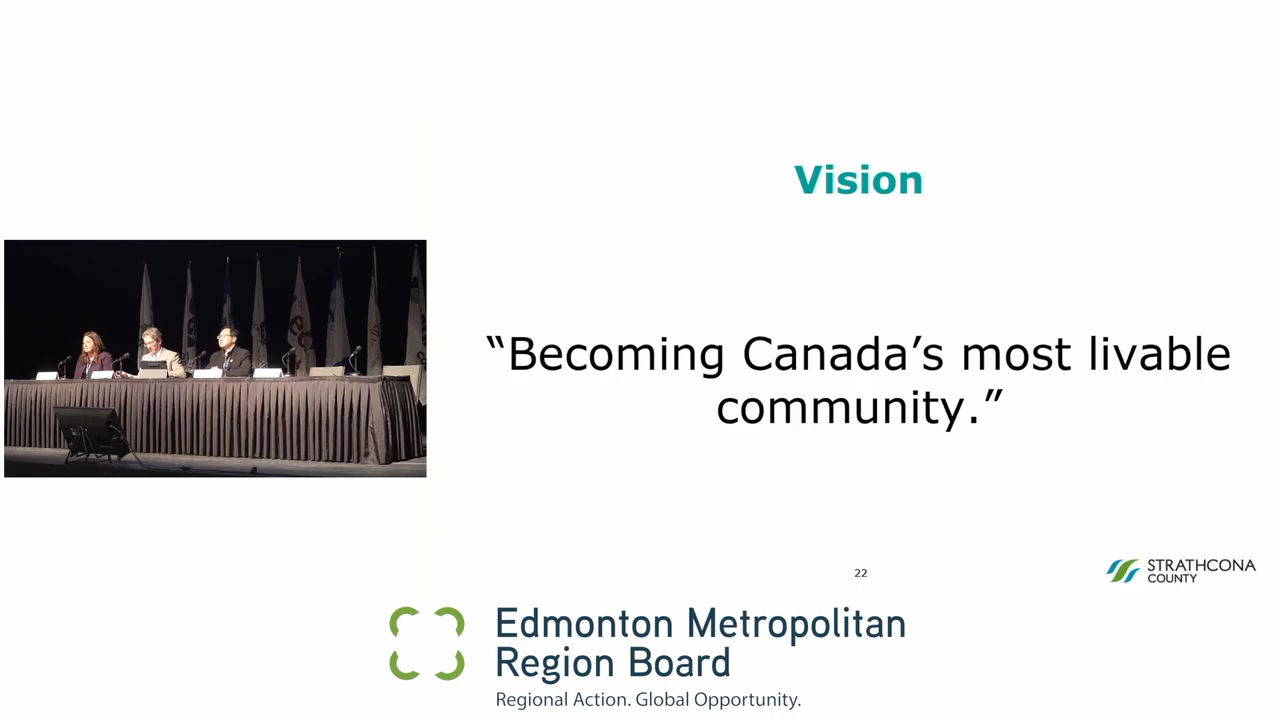 Vision
“Becoming Canada’s most livable
community.”
22
STRATHCONA
COUNTY
Edmonton Metropolitan
Region Board
Regional Action. Global Opportunity.